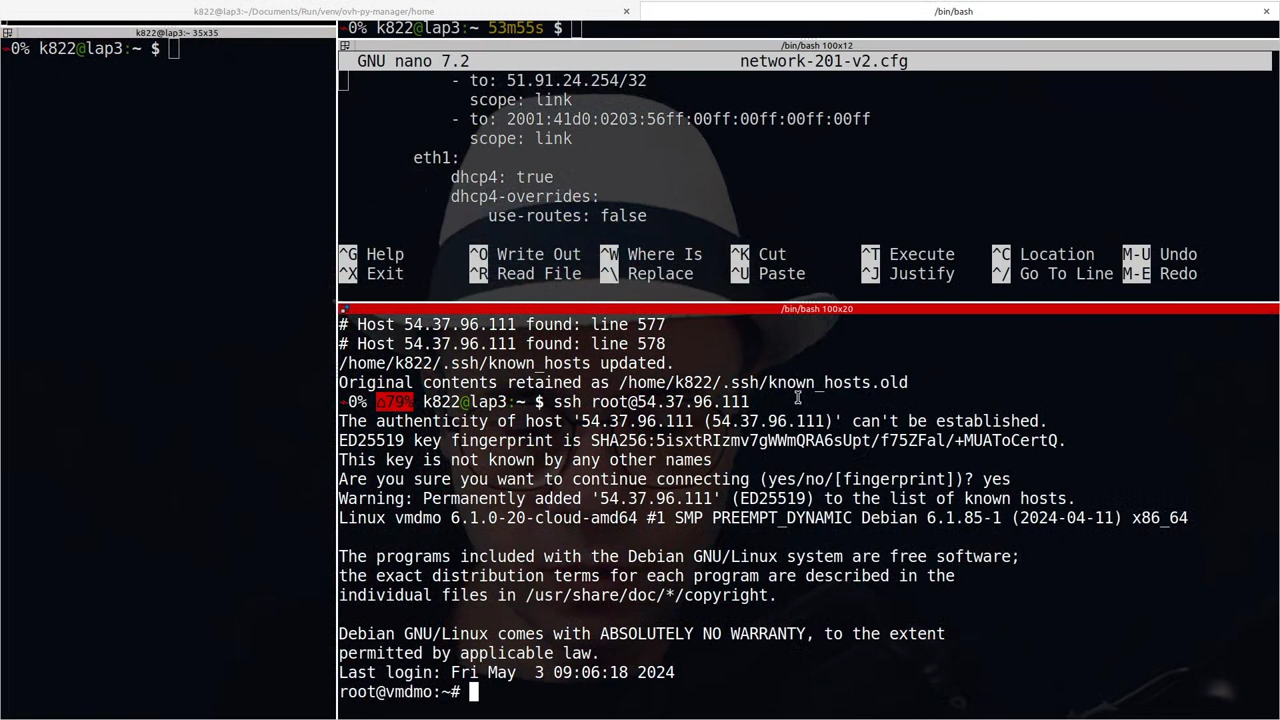 k822@lap3:~/Documents/Run/venv/ovh-py-manager/home
/bin/bash
k822@lap3:~ 35x35
0% k822@lap3:~ $
0% k822@lap3:~ 53m55s $
/bin/bash 100x12
GNU nano 7.2 network-201-v2.cfg
- to: 51.91.24.254/32
scope: link
- to: 2001:41d0:0203:56ff:00ff:00ff:00ff:00ff
scope: link
eth1:
dhcp4: true
dhcp4-overrides:
use-routes: false
^G Help ^O Write Out ^W Where Is ^K Cut ^T Execute ^C Location M-U Undo
^X Exit ^R Read File ^\ Replace ^U Paste ^J Justify ^/ Go To Line M-E Redo
/bin/bash 100x20
# Host 54.37.96.111 found: line 577
# Host 54.37.96.111 found: line 578
/home/k822/.ssh/known_hosts updated.
Original contents retained as /home/k822/.ssh/known_hosts.old
0% ⌂79% k822@lap3:~ $ ssh root@54.37.96.111
The authenticity of host '54.37.96.111 (54.37.96.111)' can't be established.
ED25519 key fingerprint is SHA256:5isxtRIzmv7gWWmQRA6sUpt/f75ZFal/+MUAToCertQ.
This key is not known by any other names
Are you sure you want to continue connecting (yes/no/[fingerprint])? yes
Warning: Permanently added '54.37.96.111' (ED25519) to the list of known hosts.
Linux vmdmo 6.1.0-20-cloud-amd64 #1 SMP PREEMPT_DYNAMIC Debian 6.1.85-1 (2024-04-11) x86_64
The programs included with the Debian GNU/Linux system are free software;
the exact distribution terms for each program are described in the
individual files in /usr/share/doc/*/copyright.
Debian GNU/Linux comes with ABSOLUTELY NO WARRANTY, to the extent
permitted by applicable law.
Last login: Fri May  3 09:06:18 2024
root@vmdmo:~#